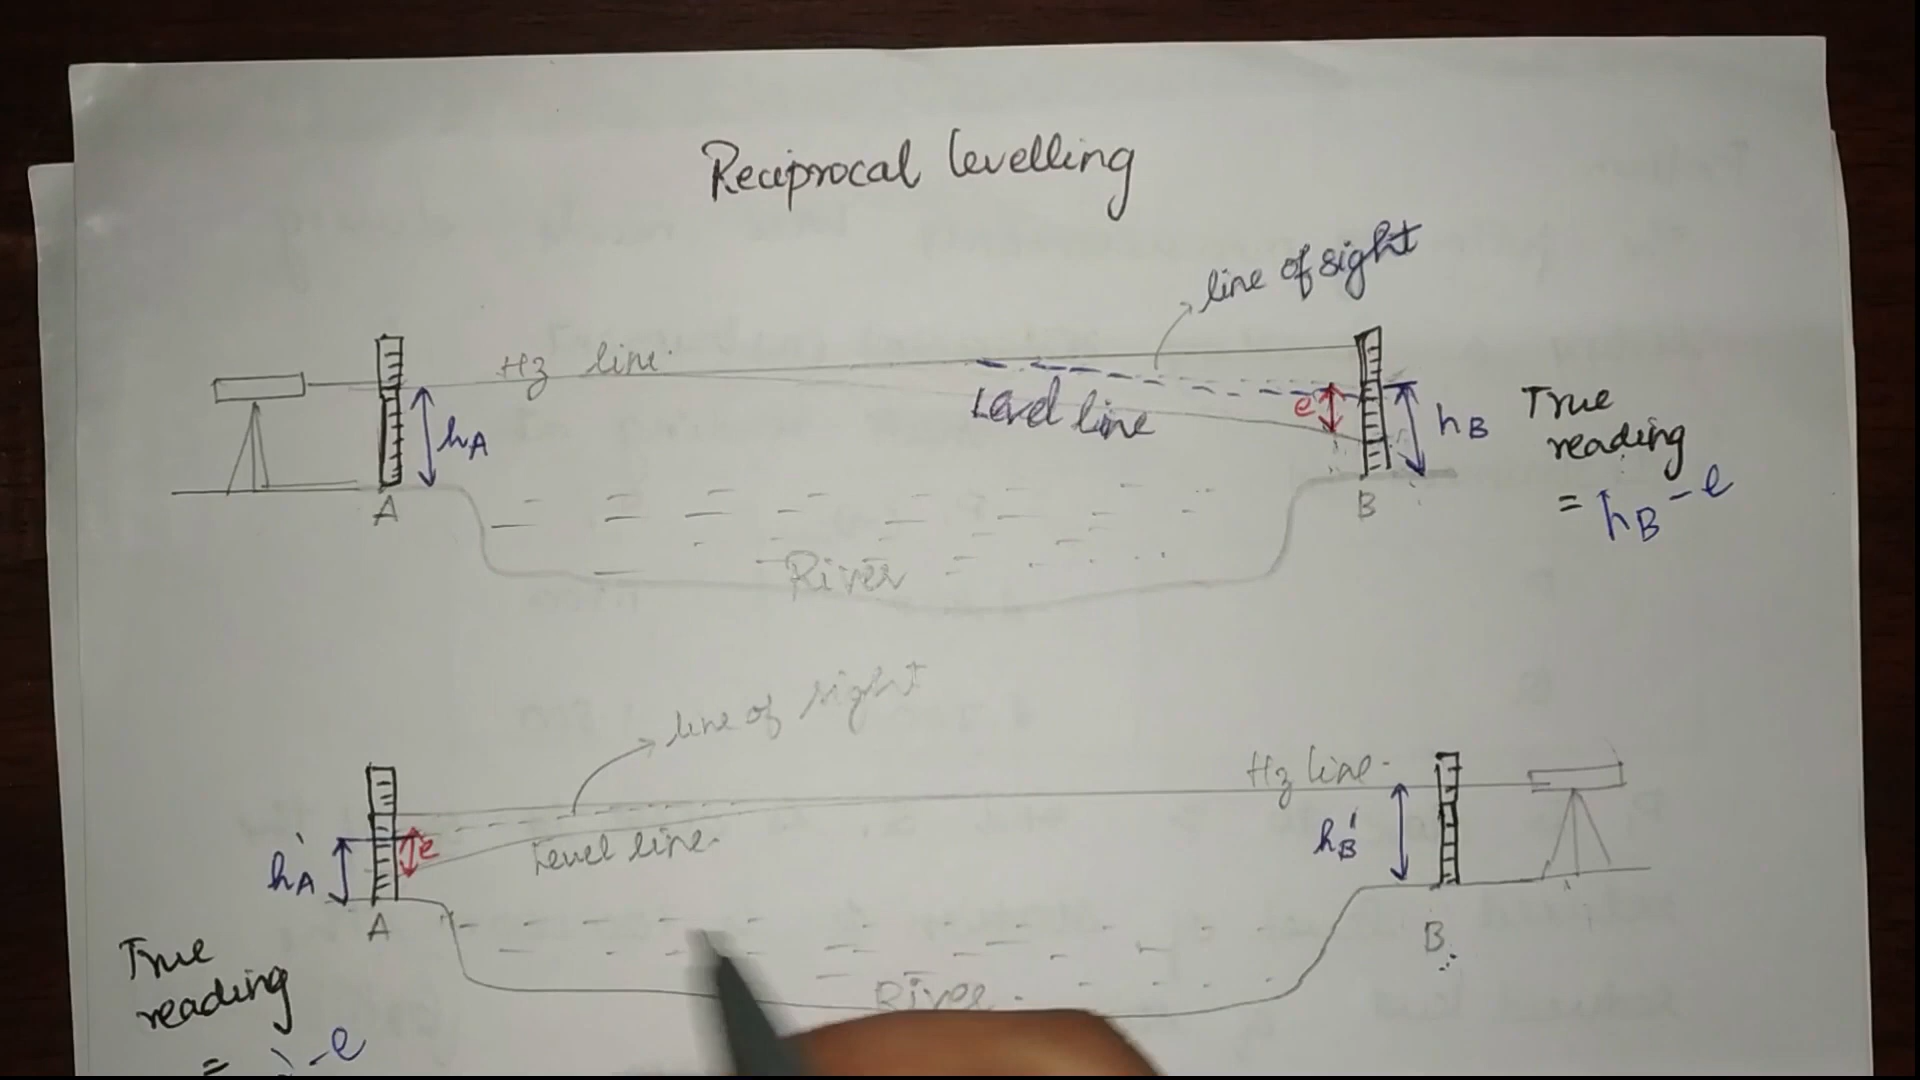 Reciprocal levelling
line of sight
Hz line
Level line
e
hA
hB
True
reading
= hB - e
A
B
River
line of sight
Hz line
Level line
e
hA'
hB'
A
B
True
reading
= - e
River